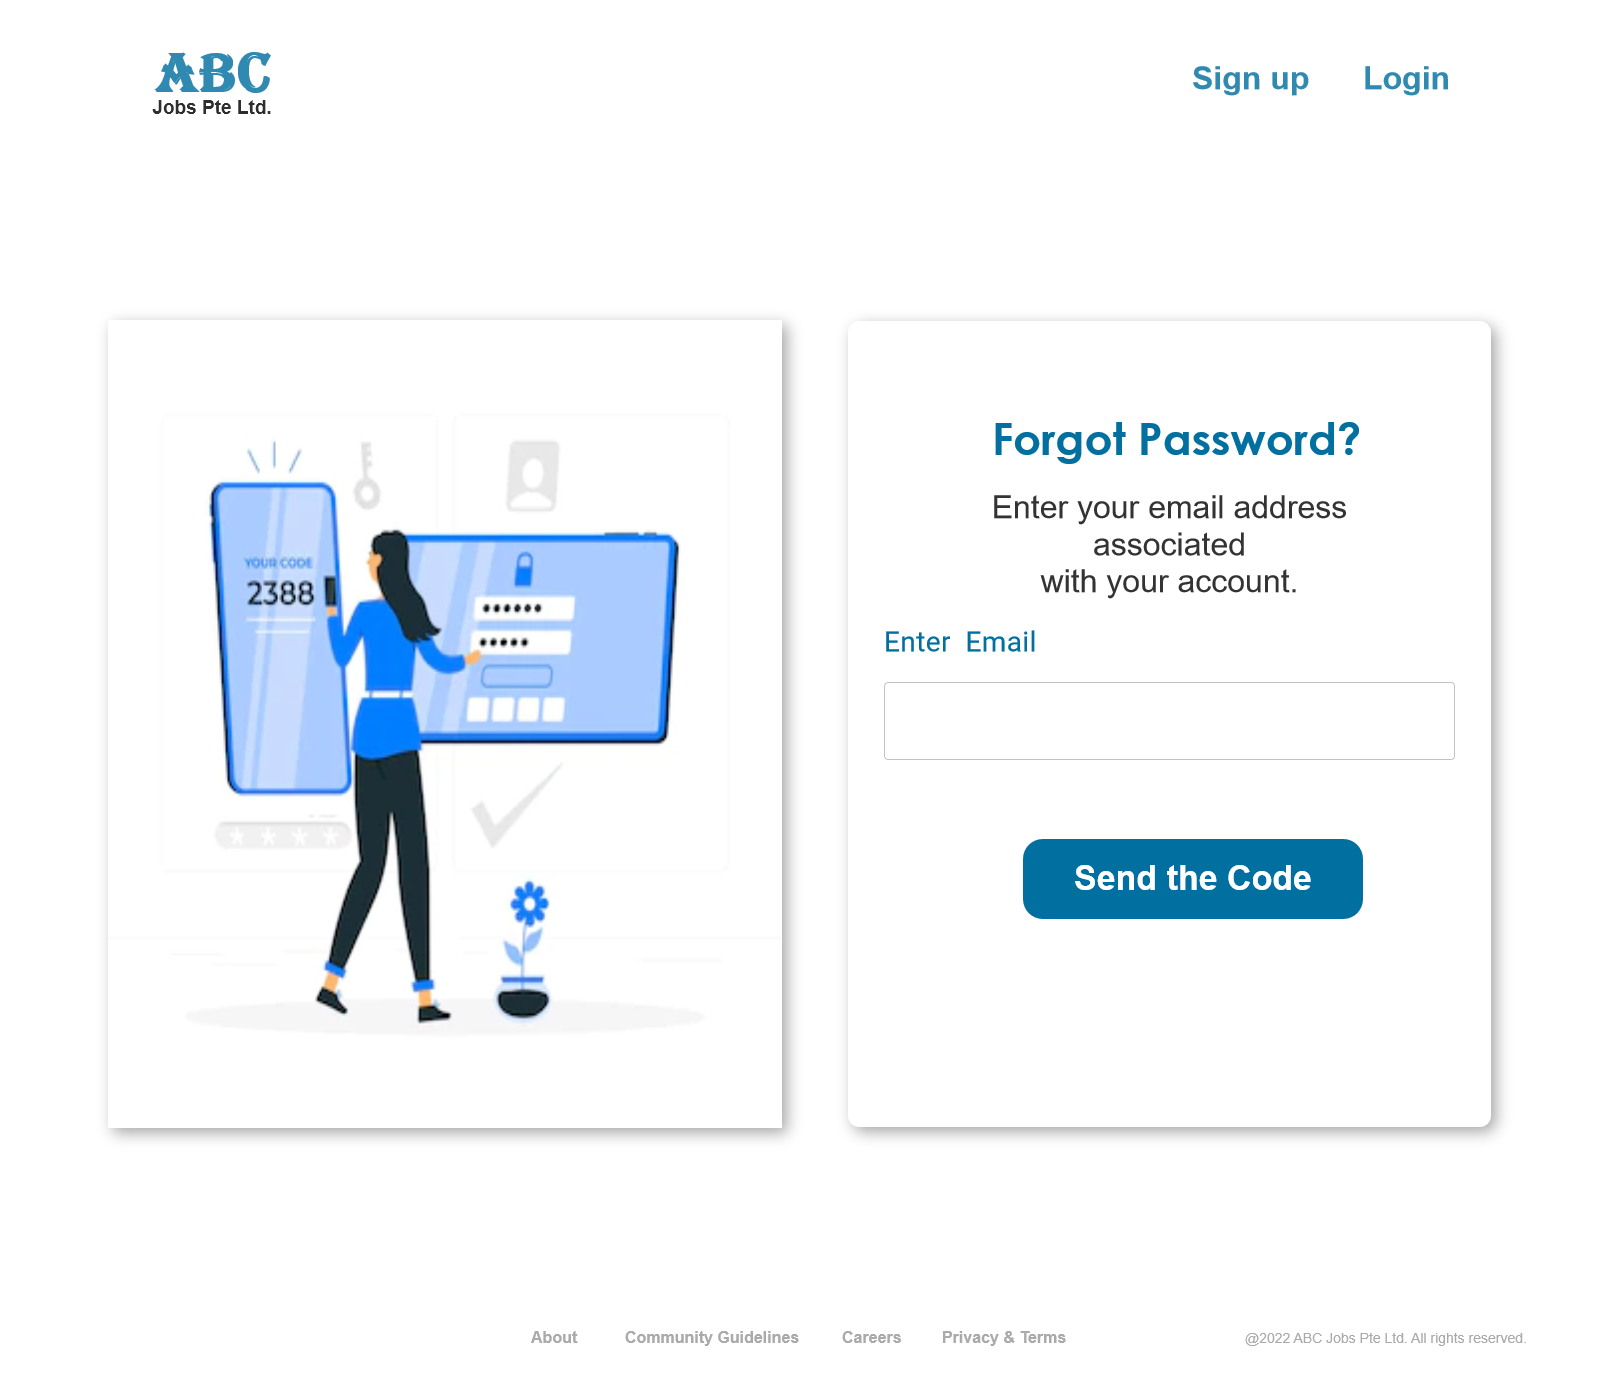 ABC
Jobs Pte Ltd.
Sign up
Login
YOUR CODE
2388
Forgot Password?
Enter your email address
associated
with your account.
Enter Email
Send the Code
About
Community Guidelines
Careers
Privacy & Terms
@2022 ABC Jobs Pte Ltd. All rights reserved.